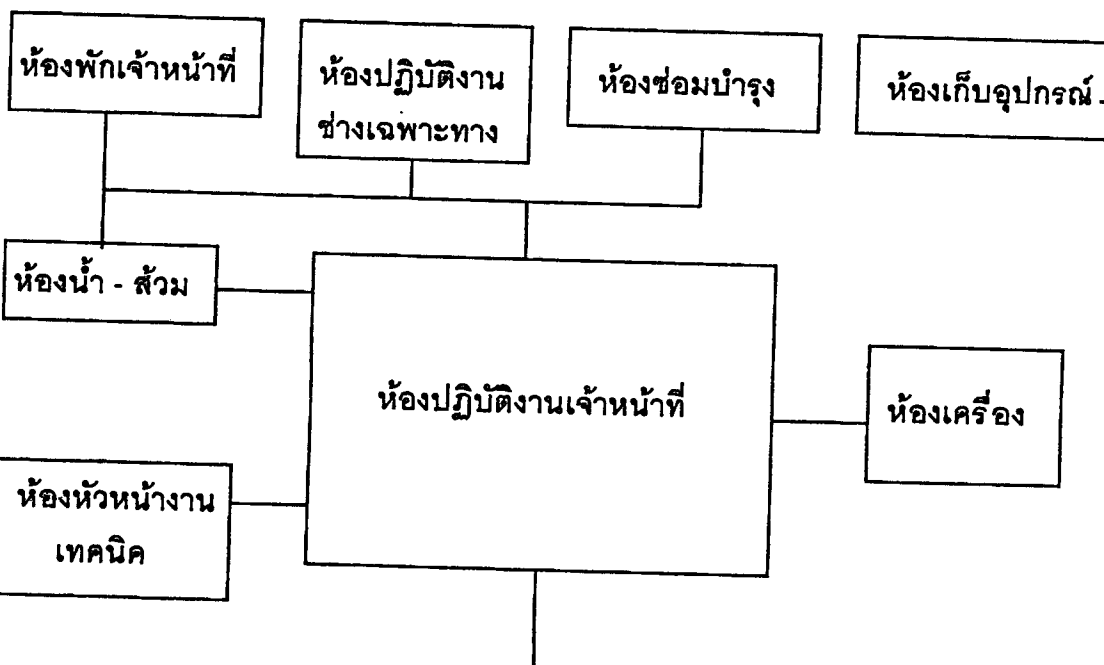 ห้องพักเจ้าหน้าที่
ห้องปฏิบัติงาน
ช่างเฉพาะทาง
ห้องซ่อมบำรุง
ห้องเก็บอุปกรณ์
ห้องน้ำ - ส้วม
ห้องปฏิบัติงานเจ้าหน้าที่
ห้องเครื่อง
ห้องหัวหน้างาน
เทคนิค